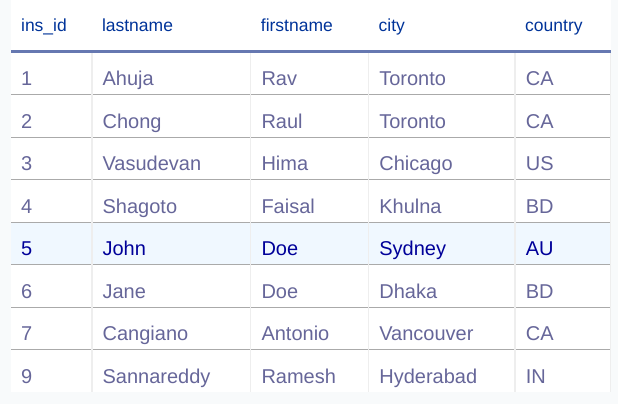 ins_id lastname firstname city country
1 Ahuja Rav Toronto CA
2 Chong Raul Toronto CA
3 Vasudevan Hima Chicago US
4 Shagoto Faisal Khulna BD
5 John Doe Sydney AU
6 Jane Doe Dhaka BD
7 Cangiano Antonio Vancouver CA
9 Sannareddy Ramesh Hyderabad IN